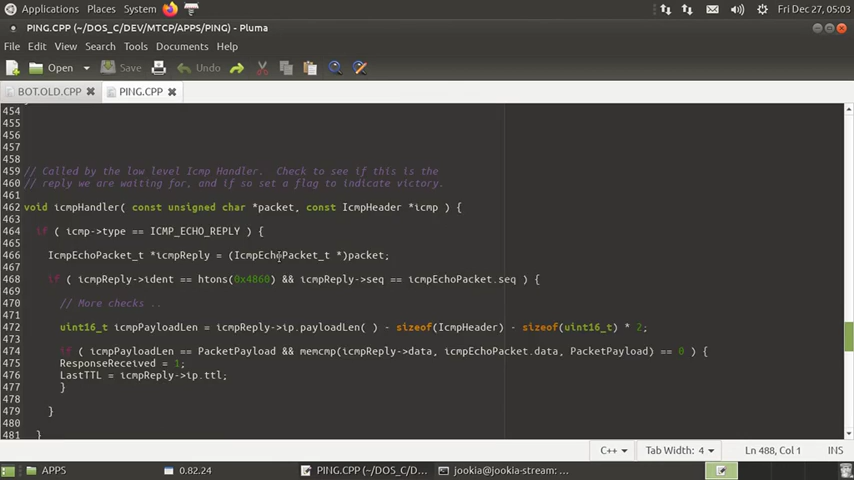 Applications Places System Fri Dec 27, 05:03
PING.CPP (~/DOS_C/DEV/MTCP/APPS/PING) - Pluma
File Edit View Search Tools Documents Help
Open Save Undo
BOT.OLD.CPP PING.CPP
454
455
456
457
458
459 // Called by the low level Icmp Handler. Check to see if this is the
460 // reply we are waiting for, and if so set a flag to indicate victory.
461
462 void icmpHandler( const unsigned char *packet, const IcmpHeader *icmp ) {
463
464 if ( icmp->type == ICMP_ECHO_REPLY ) {
465
466 IcmpEchoPacket_t *icmpReply = (IcmpEchoPacket_t *)packet;
467
468 if ( icmpReply->ident == htons(0x4860) && icmpReply->seq == icmpEchoPacket.seq ) {
469
470 // More checks ..
471
472 uint16_t icmpPayloadLen = icmpReply->ip.payloadLen( ) - sizeof(IcmpHeader) - sizeof(uint16_t) * 2;
473
474 if ( icmpPayloadLen == PacketPayload && memcmp(icmpReply->data, icmpEchoPacket.data, PacketPayload) == 0 ) {
475 ResponseReceived = 1;
476 LastTTL = icmpReply->ip.ttl;
477 }
478
479 }
480
481 }
C++ Tab Width: 4 Ln 488, Col 1 INS
APPS 0.82.24 PING.CPP (~/DOS_C/D... jookia@jookia-stream: ...